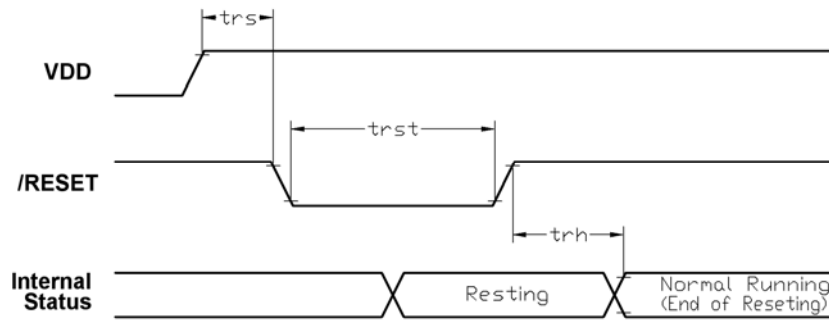 trs
VDD
trst
/RESET
trh
Internal
Status
Resting
Normal Running
(End of Reseting)